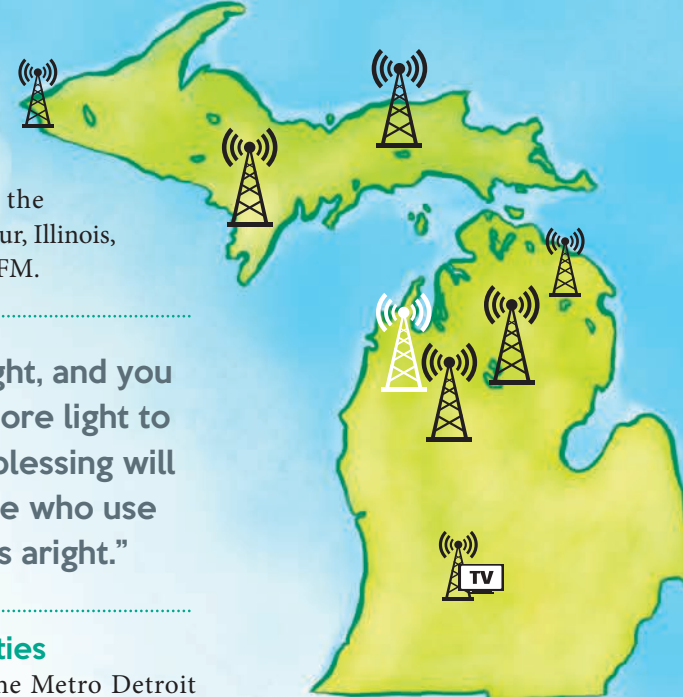 the
ur, Illinois,
FM.
ght, and you
ore light to
blessing will
e who use
s aright.”
ties
ne Metro Detroit
TV